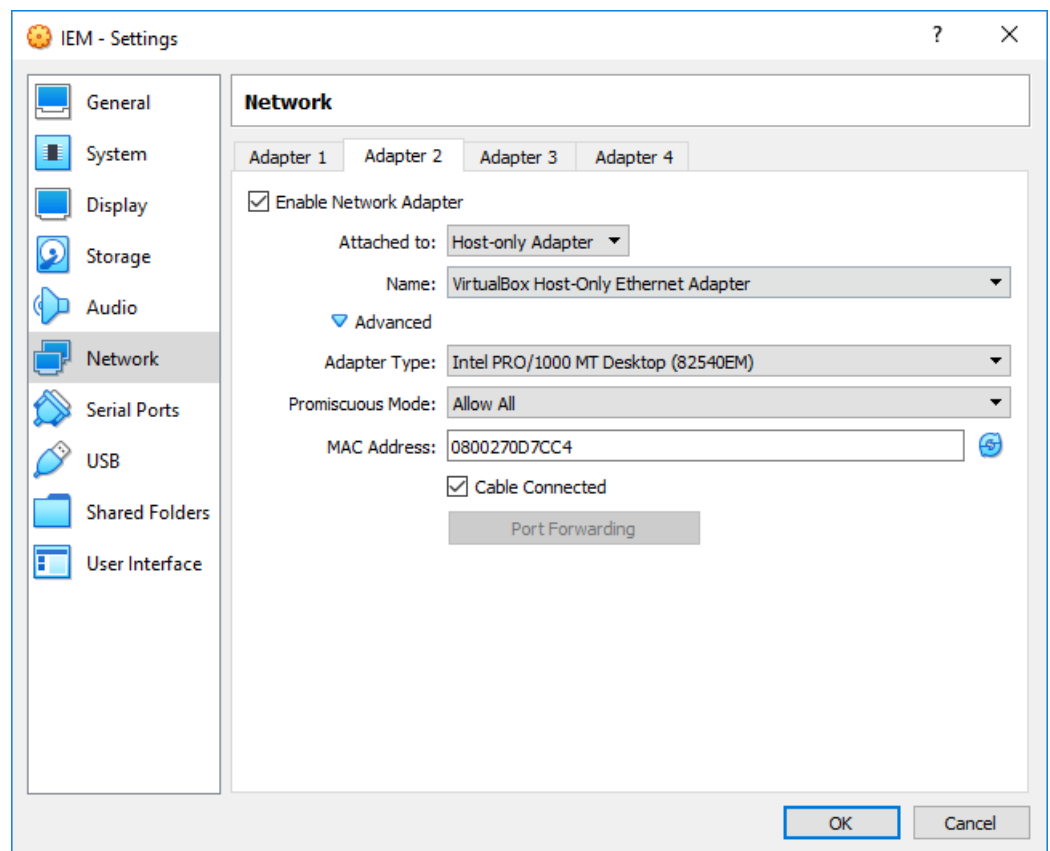 IEM - Settings
?
General
System
Display
Storage
Audio
Network
Serial Ports
USB
Shared Folders
User Interface
Network
Adapter 1 Adapter 2 Adapter 3 Adapter 4
Enable Network Adapter
Attached to: Host-only Adapter
Name: VirtualBox Host-Only Ethernet Adapter
Advanced
Adapter Type: Intel PRO/1000 MT Desktop (82540EM)
Promiscuous Mode: Allow All
MAC Address: 0800270D7CC4
Cable Connected
Port Forwarding
OK Cancel